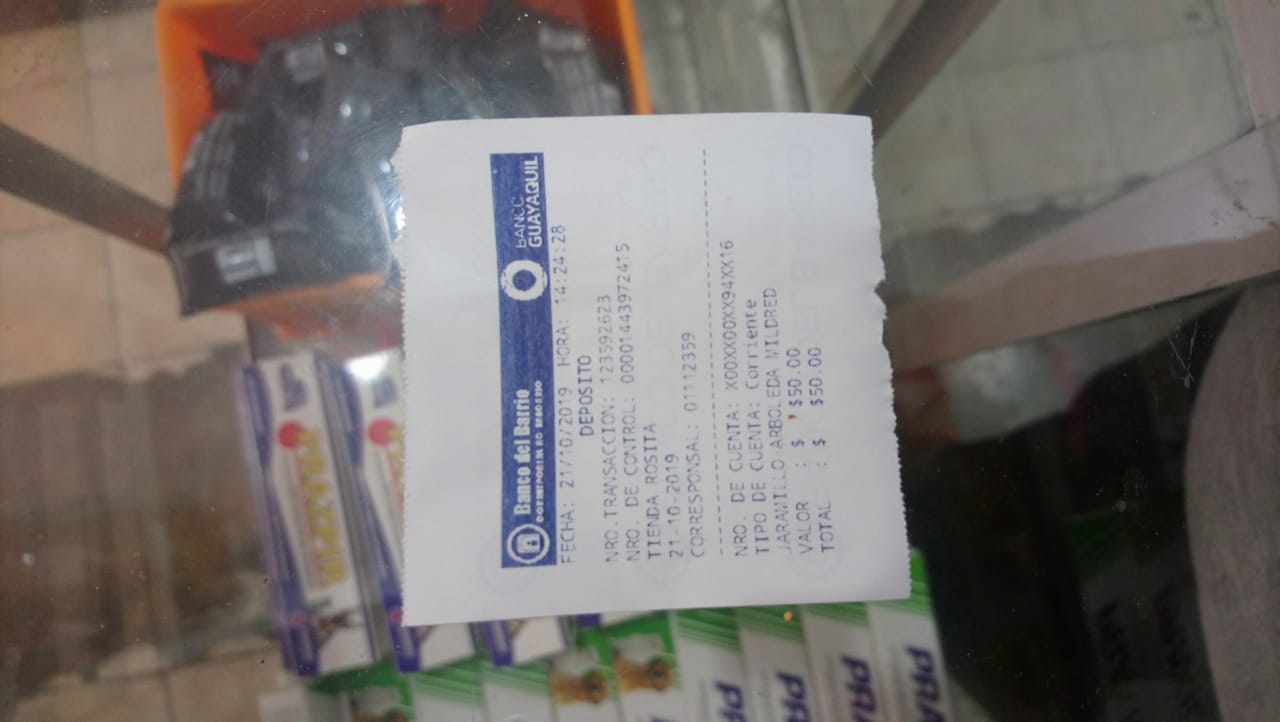 Banco del Barrio
BANCO
GUAYAQUIL
FECHA: 21/10/2019 HORA: 14:24:28
DEPOSITO
NRO.TRANSACCION: 123592623
NRO. DE CONTROL: 00001443972415
TIENDA ROSITA
21-10-2019
CORRESPONSAL: 01112359
NRO. DE CUENTA: X00XX00XX94XX16
TIPO DE CUENTA: Corriente
JARAMILLO ARBOLEDA MILDRED
VALOR : $ $50.00
TOTAL : $ $50.00